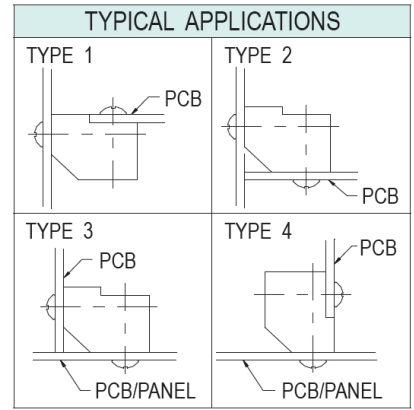 TYPICAL APPLICATIONS
TYPE 1
PCB
TYPE 2
PCB
TYPE 3
PCB
PCB/PANEL
TYPE 4
PCB
PCB/PANEL